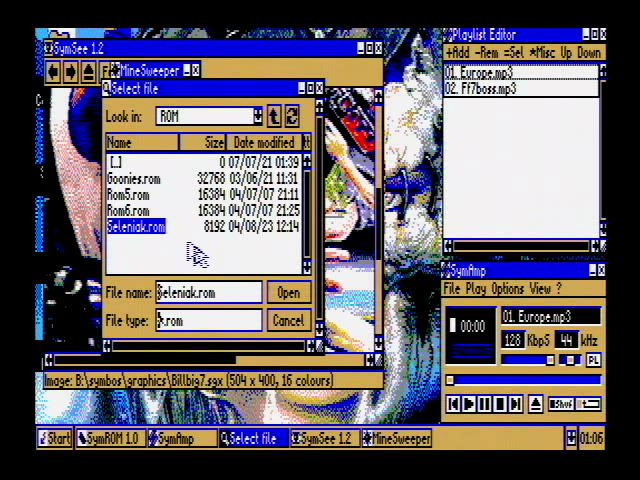 SymSee 1.2
MineSweeper
Select file
Look in: ROM
Name Size Date modified
[..] 0 07/07/21 01:39
Goonies.rom 32768 03/06/21 11:31
Rom5.rom 16384 04/07/07 21:11
Rom6.rom 16384 04/07/07 21:25
Seleniak.rom 8192 04/08/23 12:14
File name: Seleniak.rom Open
File type: *.rom Cancel
Image: B:\symbos\graphics\Billbig7.sgx (504 x 400, 16 colours)
Playlist Editor
+Add -Rem =Sel *Misc Up Down
01. Europe.mp3
02. Ff7boss.mp3
SymAmp
File Play Options View ?
00:00
01. Europe.mp3
128 Kbps 44 kHz
PL
Shuf
Start SymROM 1.0 SymAmp Select file SymSee 1.2 MineSweeper 01:06